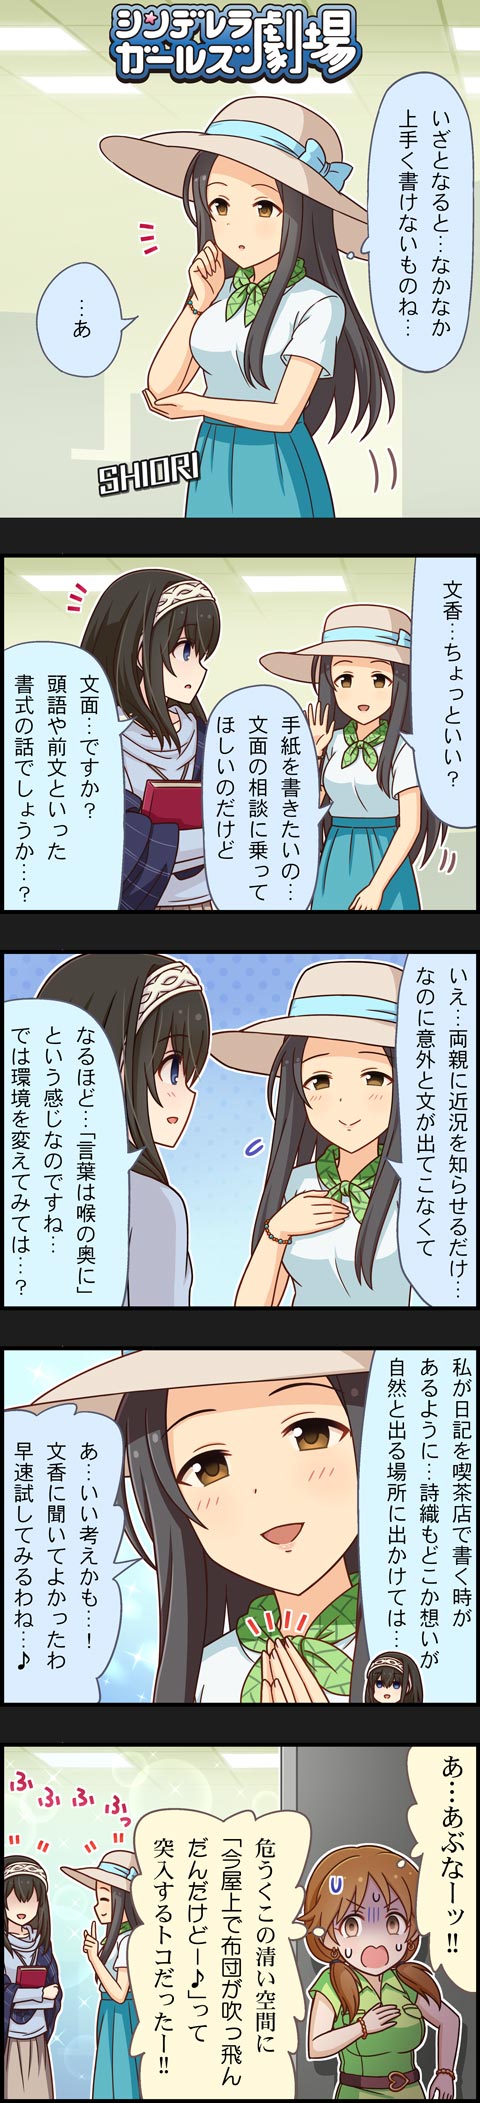 シンデレラ
ガールズ劇場
いざとなると…なかなか
上手く書けないものね…
…あ
SHIORI
文香…ちょっといい？
手紙を書きたいの…
文面の相談に乗って
ほしいのだけど
文面…ですか？
頭語や前文といった
書式の話でしょうか…？
いえ…両親に近況を知らせるだけ…
なのに意外と文が出てこなくて
なるほど…「言葉は喉の奥に」
という感じなのですね…
では環境を変えてみては…？
私が日記を喫茶店で書く時が
あるように…詩織もどこか想いが
自然と出る場所に出かけては…
あ…いい考えかも…！
文香に聞いてよかったわ
早速試してみるわね…♪
あ…あぶなーッ!!
危うくこの清い空間に
「今屋上で布団が吹っ飛ん
だんだけどー♪」って
突入するトコだったー!!
ふふふふっ